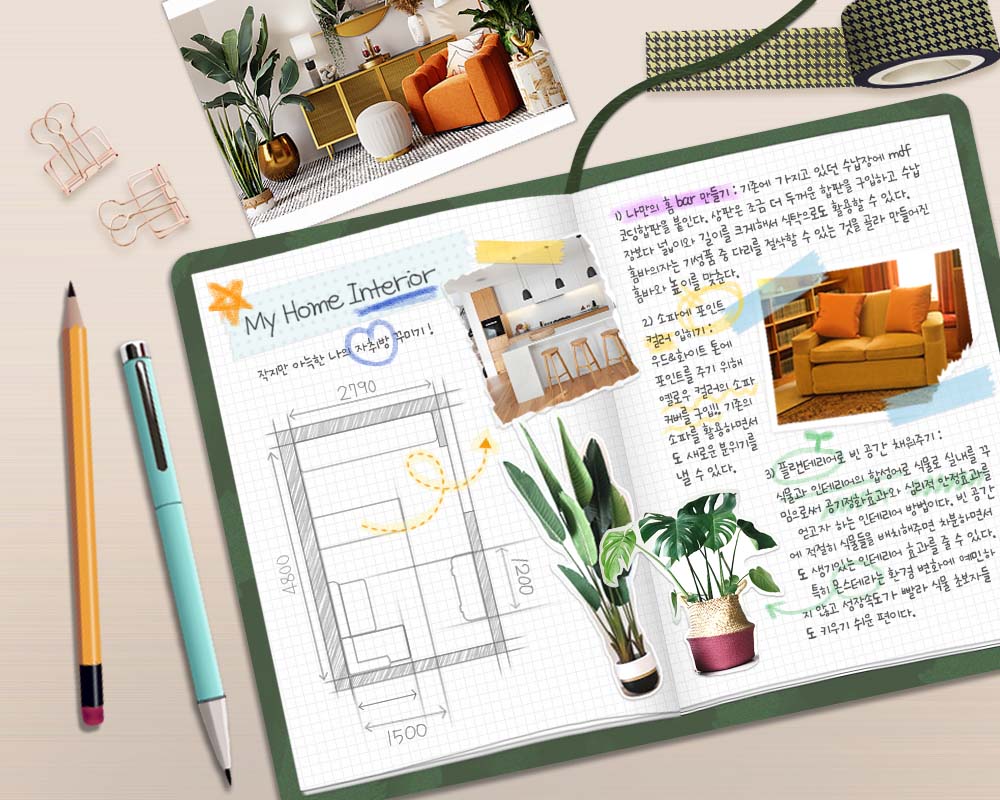 My Home Interior
작지만 아늑한 나의 자취방 꾸미기!
2790
4800
1200
1500
1) 나만의 홈 bar 만들기 : 기존에 가지고 있던 수납장에 mdf
코딩합판을 붙인다. 상판은 조금 더 두꺼운 합판을 구입하고 수납
장보다 넓이와 길이를 크게해서 식탁으로도 활용할 수 있다.
홈바의자는 기성품 중 다리를 절삭할 수 있는 것을 골라 만들어진
홈바와 높이를 맞춘다.
2) 소파에 포인트
컬러 입히기 :
우드&화이트 톤에
포인트를 주기 위해
옐로우 컬러의 소파
커버를 구입!! 기존의
소파를 활용하면서
도 새로운 분위기를
낼 수 있다.
3) 플랜테리어로 빈 공간 채워주기 :
식물과 인테리어의 합성어로 식물로 실내를 꾸
밈으로써 공기정화효과와 심리적 안정효과를
얻고자 하는 인테리어 방법이다. 빈 공간
에 적절히 식물들을 배치해주면 차분하면서
도 생기있는 인테리어 효과를 줄 수 있다.
특히 몬스테라는 환경 변화에 예민하
지 않고 성장속도가 빨라 식물 초보자들
도 키우기 쉬운 편이다.